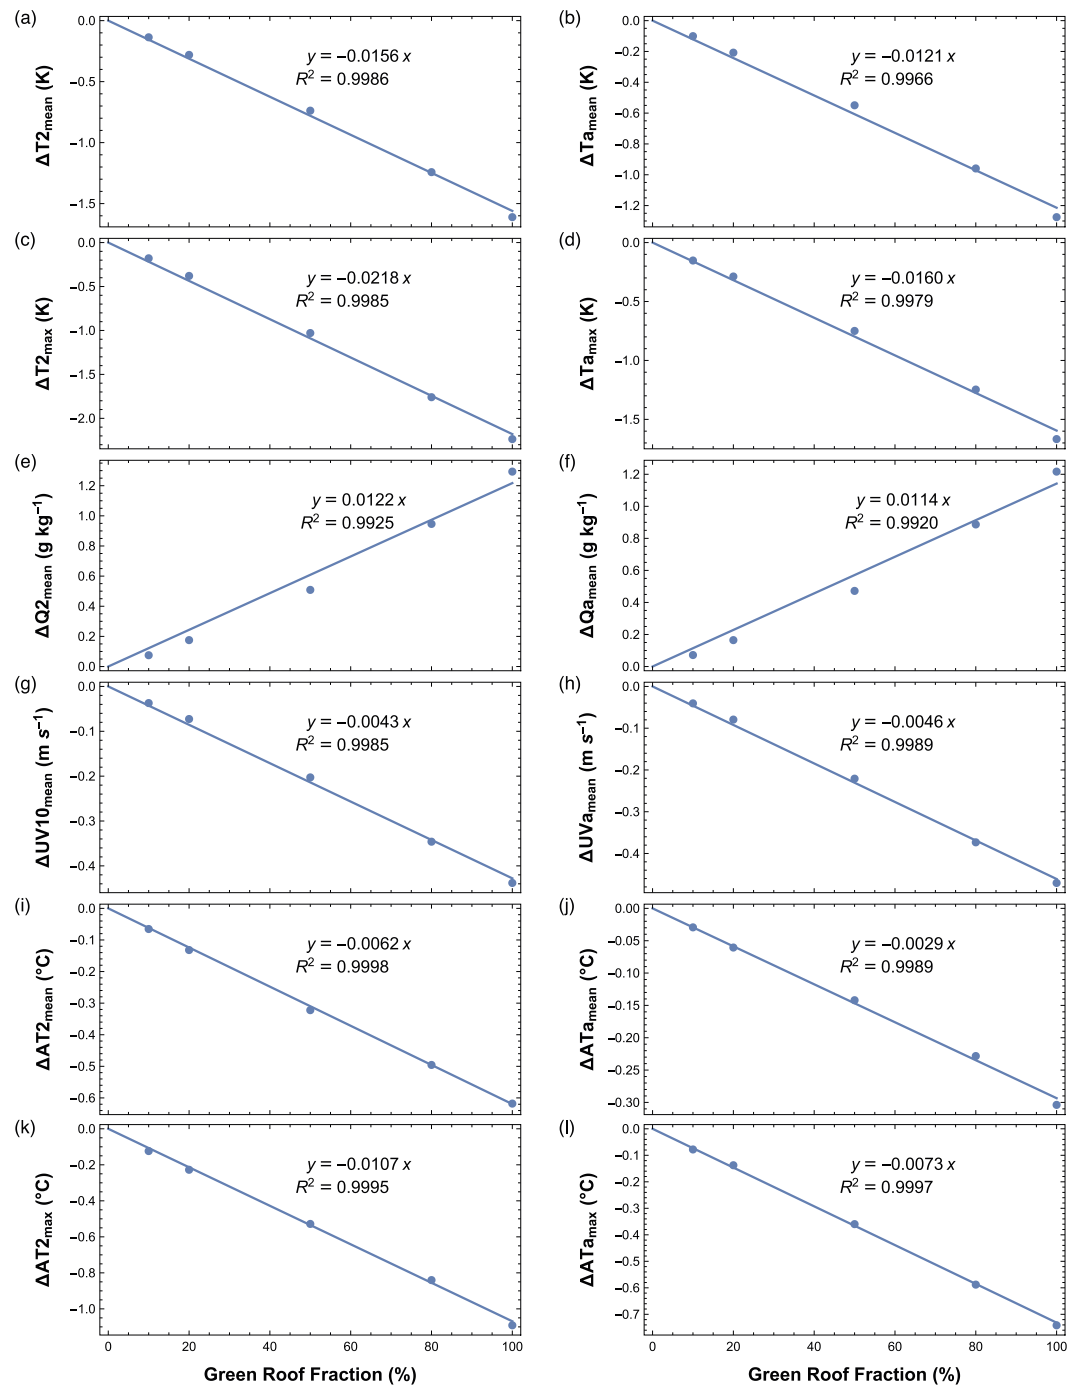 (a)
ΔT2mean (K)
0.0
−0.5
−1.0
−1.5
y = −0.0156 x
R² = 0.9986
(b)
ΔTamean (K)
0.0
−0.2
−0.4
−0.6
−0.8
−1.0
−1.2
y = −0.0121 x
R² = 0.9966
(c)
ΔT2max (K)
0.0
−0.5
−1.0
−1.5
−2.0
y = −0.0218 x
R² = 0.9985
(d)
ΔTamax (K)
0.0
−0.5
−1.0
−1.5
y = −0.0160 x
R² = 0.9979
(e)
ΔQ2mean (g kg⁻¹)
1.2
1.0
0.8
0.6
0.4
0.2
0.0
y = 0.0122 x
R² = 0.9925
(f)
ΔQamean (g kg⁻¹)
1.2
1.0
0.8
0.6
0.4
0.2
0.0
y = 0.0114 x
R² = 0.9920
(g)
ΔUV10mean (m s⁻¹)
0.0
−0.1
−0.2
−0.3
−0.4
y = −0.0043 x
R² = 0.9985
(h)
ΔUVamean (m s⁻¹)
0.0
−0.1
−0.2
−0.3
−0.4
y = −0.0046 x
R² = 0.9989
(i)
ΔAT2mean (°C)
0.0
−0.1
−0.2
−0.3
−0.4
−0.5
−0.6
y = −0.0062 x
R² = 0.9998
(j)
ΔATamean (°C)
0.00
−0.05
−0.10
−0.15
−0.20
−0.25
−0.30
y = −0.0029 x
R² = 0.9989
(k)
ΔAT2max (°C)
0.0
−0.2
−0.4
−0.6
−0.8
−1.0
y = −0.0107 x
R² = 0.9995
0 20 40 60 80 100
Green Roof Fraction (%)
(l)
ΔATamax (°C)
0.0
−0.1
−0.2
−0.3
−0.4
−0.5
−0.6
−0.7
y = −0.0073 x
R² = 0.9997
0 20 40 60 80 100
Green Roof Fraction (%)